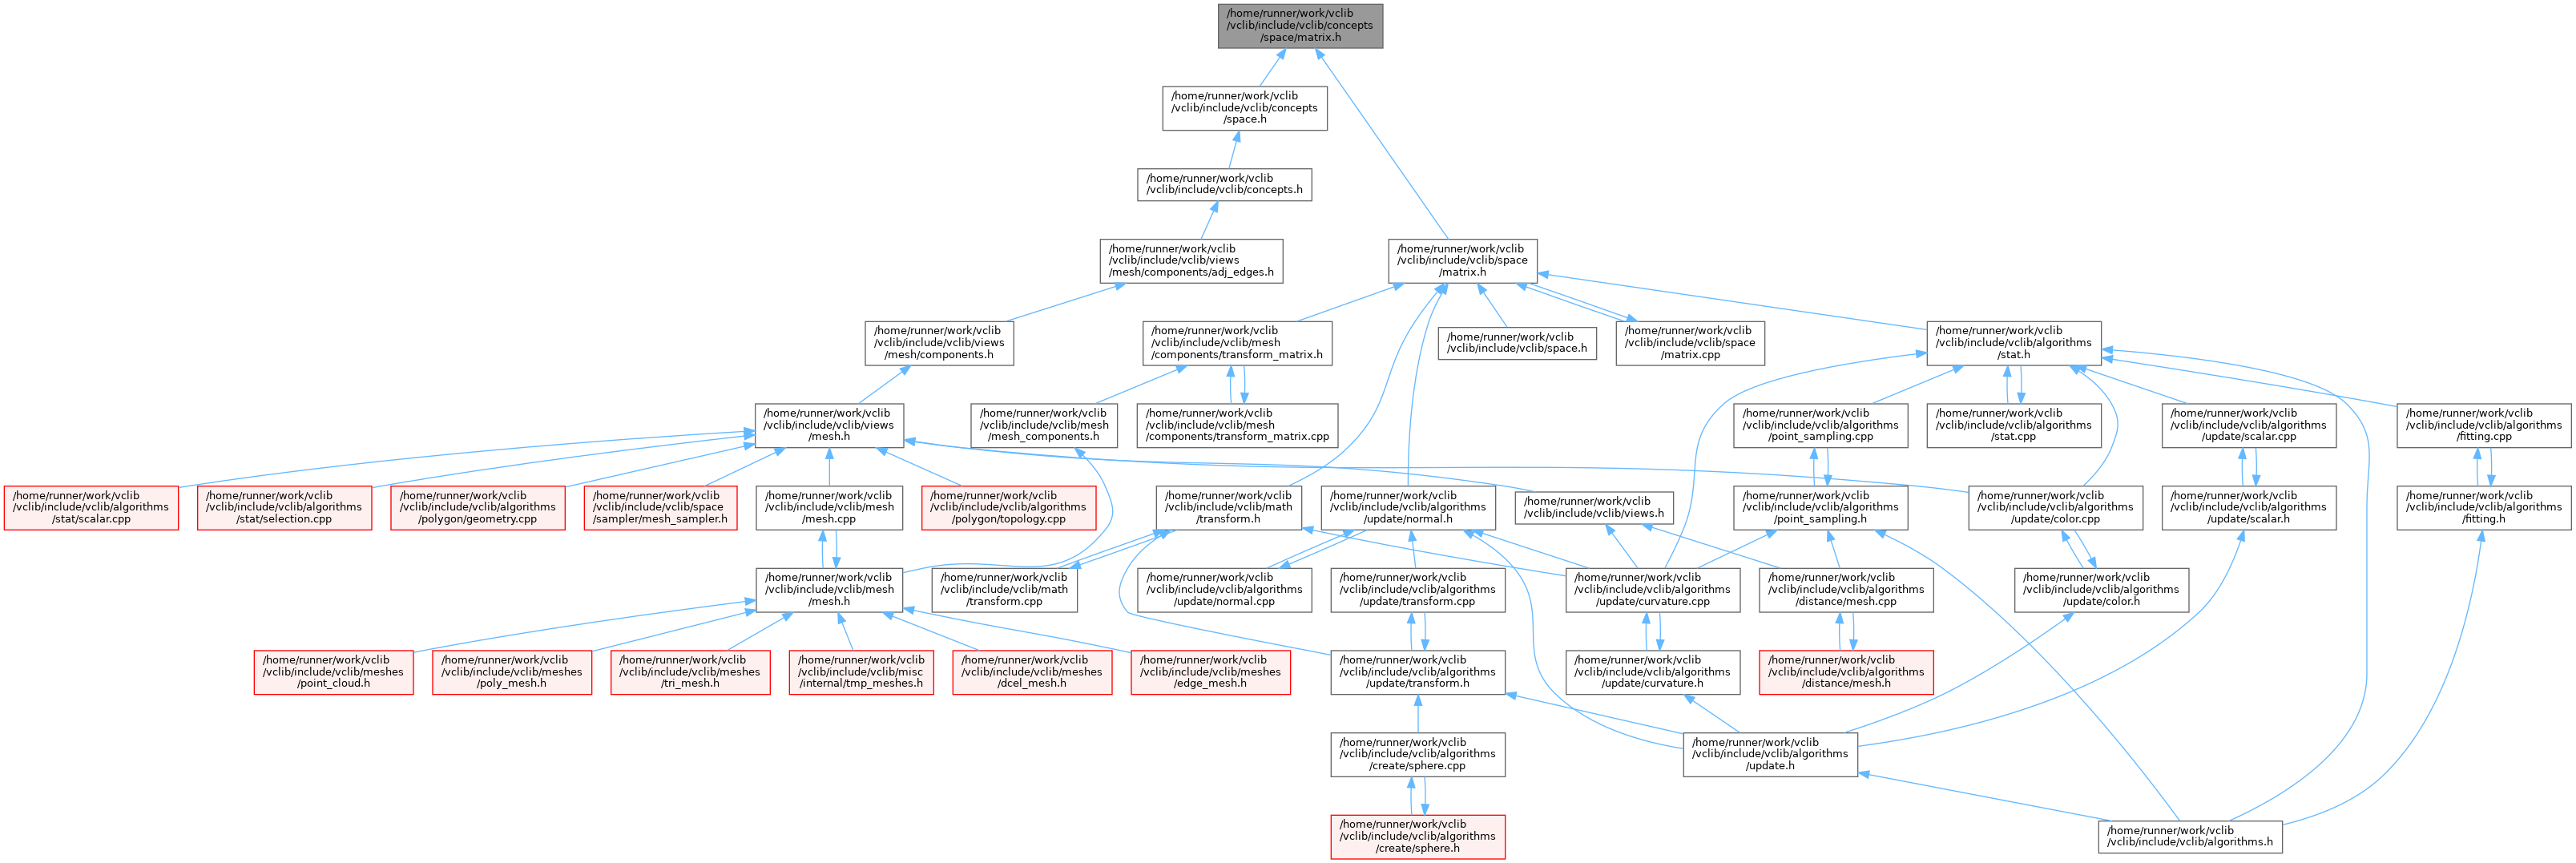 /home/runner/work/vclib
/vclib/include/vclib/concepts
/space/matrix.h
/home/runner/work/vclib
/vclib/include/vclib/concepts
/space.h
/home/runner/work/vclib
/vclib/include/vclib/concepts.h
/home/runner/work/vclib
/vclib/include/vclib/views
/mesh/components/adj_edges.h
/home/runner/work/vclib
/vclib/include/vclib/space
/matrix.h
/home/runner/work/vclib
/vclib/include/vclib/views
/mesh/components.h
/home/runner/work/vclib
/vclib/include/vclib/mesh
/components/transform_matrix.h
/home/runner/work/vclib
/vclib/include/vclib/space.h
/home/runner/work/vclib
/vclib/include/vclib/space
/matrix.cpp
/home/runner/work/vclib
/vclib/include/vclib/algorithms
/stat.h
/home/runner/work/vclib
/vclib/include/vclib/views
/mesh.h
/home/runner/work/vclib
/vclib/include/vclib/mesh
/mesh_components.h
/home/runner/work/vclib
/vclib/include/vclib/mesh
/components/transform_matrix.cpp
/home/runner/work/vclib
/vclib/include/vclib/algorithms
/point_sampling.cpp
/home/runner/work/vclib
/vclib/include/vclib/algorithms
/stat.cpp
/home/runner/work/vclib
/vclib/include/vclib/algorithms
/update/scalar.cpp
/home/runner/work/vclib
/vclib/include/vclib/algorithms
/fitting.cpp
/home/runner/work/vclib
/vclib/include/vclib/algorithms
/stat/scalar.cpp
/home/runner/work/vclib
/vclib/include/vclib/algorithms
/stat/selection.cpp
/home/runner/work/vclib
/vclib/include/vclib/algorithms
/polygon/geometry.cpp
/home/runner/work/vclib
/vclib/include/vclib/space
/sampler/mesh_sampler.h
/home/runner/work/vclib
/vclib/include/vclib/mesh
/mesh.cpp
/home/runner/work/vclib
/vclib/include/vclib/algorithms
/polygon/topology.cpp
/home/runner/work/vclib
/vclib/include/vclib/math
/transform.h
/home/runner/work/vclib
/vclib/include/vclib/algorithms
/update/normal.h
/home/runner/work/vclib
/vclib/include/vclib/views.h
/home/runner/work/vclib
/vclib/include/vclib/algorithms
/point_sampling.h
/home/runner/work/vclib
/vclib/include/vclib/algorithms
/update/color.cpp
/home/runner/work/vclib
/vclib/include/vclib/algorithms
/update/scalar.h
/home/runner/work/vclib
/vclib/include/vclib/algorithms
/fitting.h
/home/runner/work/vclib
/vclib/include/vclib/mesh
/mesh.h
/home/runner/work/vclib
/vclib/include/vclib/math
/transform.cpp
/home/runner/work/vclib
/vclib/include/vclib/algorithms
/update/normal.cpp
/home/runner/work/vclib
/vclib/include/vclib/algorithms
/update/transform.cpp
/home/runner/work/vclib
/vclib/include/vclib/algorithms
/update/curvature.cpp
/home/runner/work/vclib
/vclib/include/vclib/algorithms
/distance/mesh.cpp
/home/runner/work/vclib
/vclib/include/vclib/algorithms
/update/color.h
/home/runner/work/vclib
/vclib/include/vclib/meshes
/point_cloud.h
/home/runner/work/vclib
/vclib/include/vclib/meshes
/poly_mesh.h
/home/runner/work/vclib
/vclib/include/vclib/meshes
/tri_mesh.h
/home/runner/work/vclib
/vclib/include/vclib/misc
/internal/tmp_meshes.h
/home/runner/work/vclib
/vclib/include/vclib/meshes
/dcel_mesh.h
/home/runner/work/vclib
/vclib/include/vclib/meshes
/edge_mesh.h
/home/runner/work/vclib
/vclib/include/vclib/algorithms
/update/transform.h
/home/runner/work/vclib
/vclib/include/vclib/algorithms
/update/curvature.h
/home/runner/work/vclib
/vclib/include/vclib/algorithms
/distance/mesh.h
/home/runner/work/vclib
/vclib/include/vclib/algorithms
/create/sphere.cpp
/home/runner/work/vclib
/vclib/include/vclib/algorithms
/update.h
/home/runner/work/vclib
/vclib/include/vclib/algorithms
/create/sphere.h
/home/runner/work/vclib
/vclib/include/vclib/algorithms.h